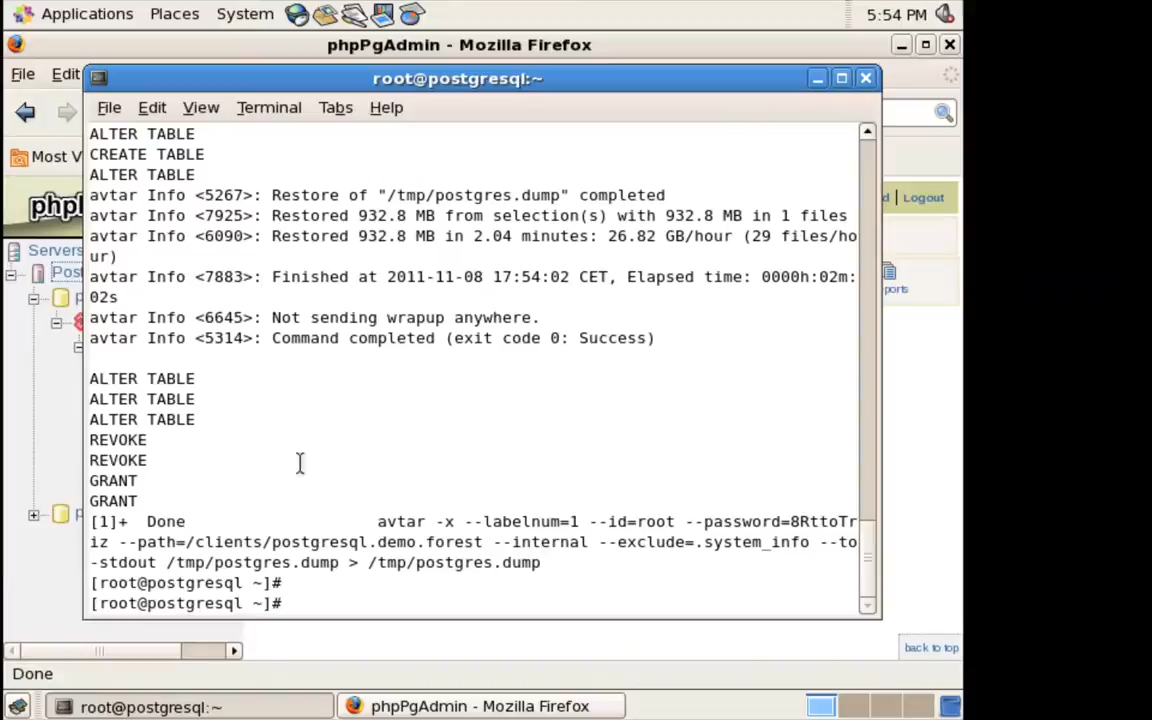 Applications Places System 5:54 PM
phpPgAdmin - Mozilla Firefox
File Edit
root@postgresql:~
File Edit View Terminal Tabs Help
Most V
phpl
d | Logout
Servers
Post
p
ports
p
ALTER TABLE
CREATE TABLE
ALTER TABLE
avtar Info <5267>: Restore of "/tmp/postgres.dump" completed
avtar Info <7925>: Restored 932.8 MB from selection(s) with 932.8 MB in 1 files
avtar Info <6090>: Restored 932.8 MB in 2.04 minutes: 26.82 GB/hour (29 files/ho
ur)
avtar Info <7883>: Finished at 2011-11-08 17:54:02 CET, Elapsed time: 0000h:02m:
02s
avtar Info <6645>: Not sending wrapup anywhere.
avtar Info <5314>: Command completed (exit code 0: Success)
ALTER TABLE
ALTER TABLE
ALTER TABLE
REVOKE
REVOKE
GRANT
GRANT
[1]+ Done avtar -x --labelnum=1 --id=root --password=8RttoTr
iz --path=/clients/postgresql.demo.forest --internal --exclude=.system_info --to
-stdout /tmp/postgres.dump > /tmp/postgres.dump
[root@postgresql ~]#
[root@postgresql ~]#
back to top
Done
root@postgresql:~ phpPgAdmin - Mozilla Firefox